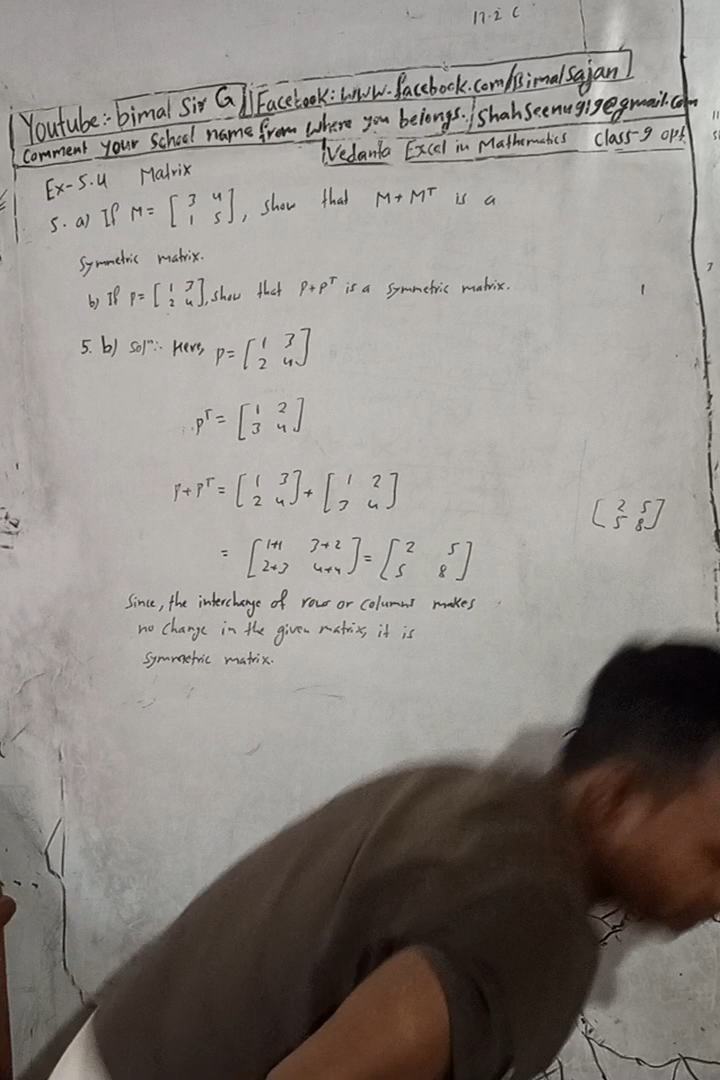 17.2 C
Youtube:- bimal Sir G || Facebook: www.facebook.com/Bimalsajan
Comment your School name from where you belongs. | shahseenu919@gmail.com
Vedanta Excel in Mathematics Class-9 opt
Ex-5.4 Matrix
5. a) If M = [3 4
1 5], show that M+M^T is a
symmetric matrix.
b) If P = [1 3
2 4], show that P+P^T is a symmetric matrix.
5. b) Solⁿ:- Here, P = [1 3
2 4]
P^T = [1 2
3 4]
P+P^T = [1 3
2 4] + [1 2
3 4]
= [1+1 3+2
2+3 4+4] = [2 5
5 8]
[2 5
5 8]
Since, the interchange of rows or columns makes
no change in the given matrix, it is
symmetric matrix.